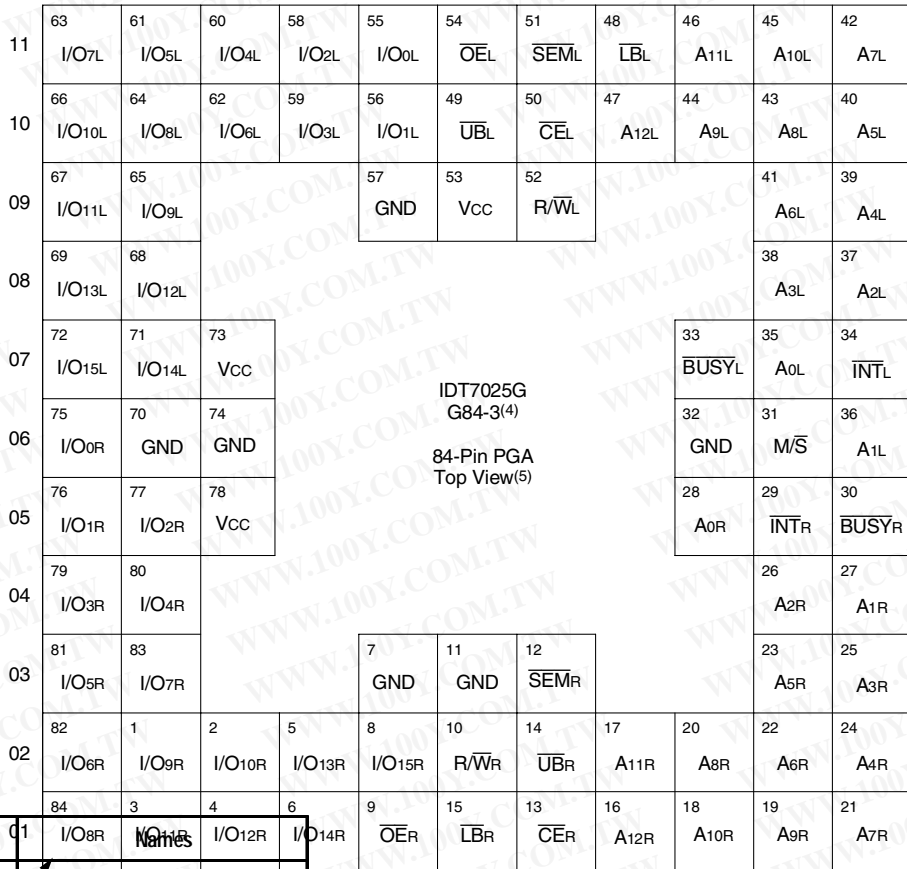 63 61 60 58 55 54 51 48 46 45 42
11 I/O7L I/O5L I/O4L I/O2L I/O0L OEL SEML LBL A11L A10L A7L
66 64 62 59 56 49 50 47 44 43 40
10 I/O10L I/O8L I/O6L I/O3L I/O1L UBL CEL A12L A9L A8L A5L
67 65 57 53 52 41 39
09 I/O11L I/O9L GND VCC R/WL A6L A4L
69 68 38 37
08 I/O13L I/O12L A3L A2L
72 71 73 33 35 34
07 I/O15L I/O14L VCC BUSYL A0L INTL
IDT7025G
G84-3(4)
75 70 74 32 31 36
06 I/O0R GND GND GND M/S A1L
84-Pin PGA
Top View(5)
76 77 78 28 29 30
05 I/O1R I/O2R VCC A0R INTR BUSYR
79 80 26 27
04 I/O3R I/O4R A2R A1R
81 83 7 11 12 23 25
03 I/O5R I/O7R GND GND SEMR A5R A3R
82 1 2 5 8 10 14 17 20 22 24
02 I/O6R I/O9R I/O10R I/O13R I/O15R R/WR UBR A11R A8R A6R A4R
84 3 4 6 9 15 13 16 18 19 21
01 I/O8R I/O11R I/O12R I/O14R OER LBR CER A12R A10R A9R A7R
Names
WWW.100Y.COM.TW